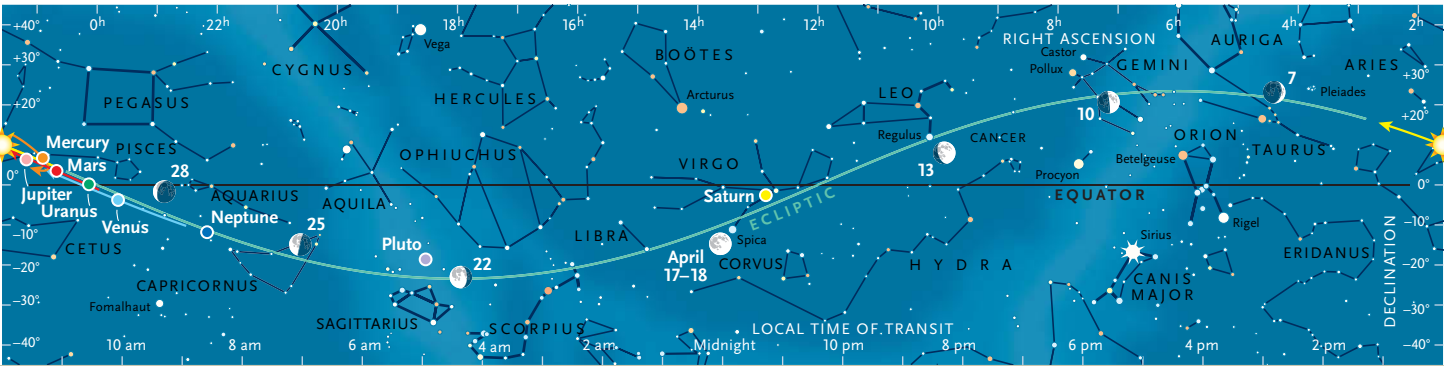 +40° 0h 22h 20h 18h 16h 14h 12h 10h 8h 6h 4h 2h
RIGHT ASCENSION
+30° +30°
+20° +20°
0° 0°
–10° –10°
–20° –20°
–30° –30°
–40° –40°
CYGNUS
Vega
BOÖTES
Castor
Pollux
GEMINI
AURIGA
ARIES
PEGASUS
HERCULES
Arcturus
LEO
10
7
Pleiades
Mercury
Mars
PISCES
OPHIUCHUS
VIRGO
Regulus
CANCER
13
ORION
Betelgeuse
TAURUS
28
Jupiter
Uranus
Venus
AQUARIUS
AQUILA
Saturn
ECLIPTIC
Procyon
EQUATOR
Neptune
25
Pluto
22
LIBRA
April
17–18
Spica
CORVUS
HYDRA
Sirius
Rigel
ERIDANUS
CETUS
CAPRICORNUS
Fomalhaut
SAGITTARIUS
SCORPIUS
CANIS
MAJOR
DECLINATION
LOCAL TIME OF TRANSIT
10 am 8 am 6 am 4 am Midnight 10 pm 8 pm 6 pm 4 pm 2 pm